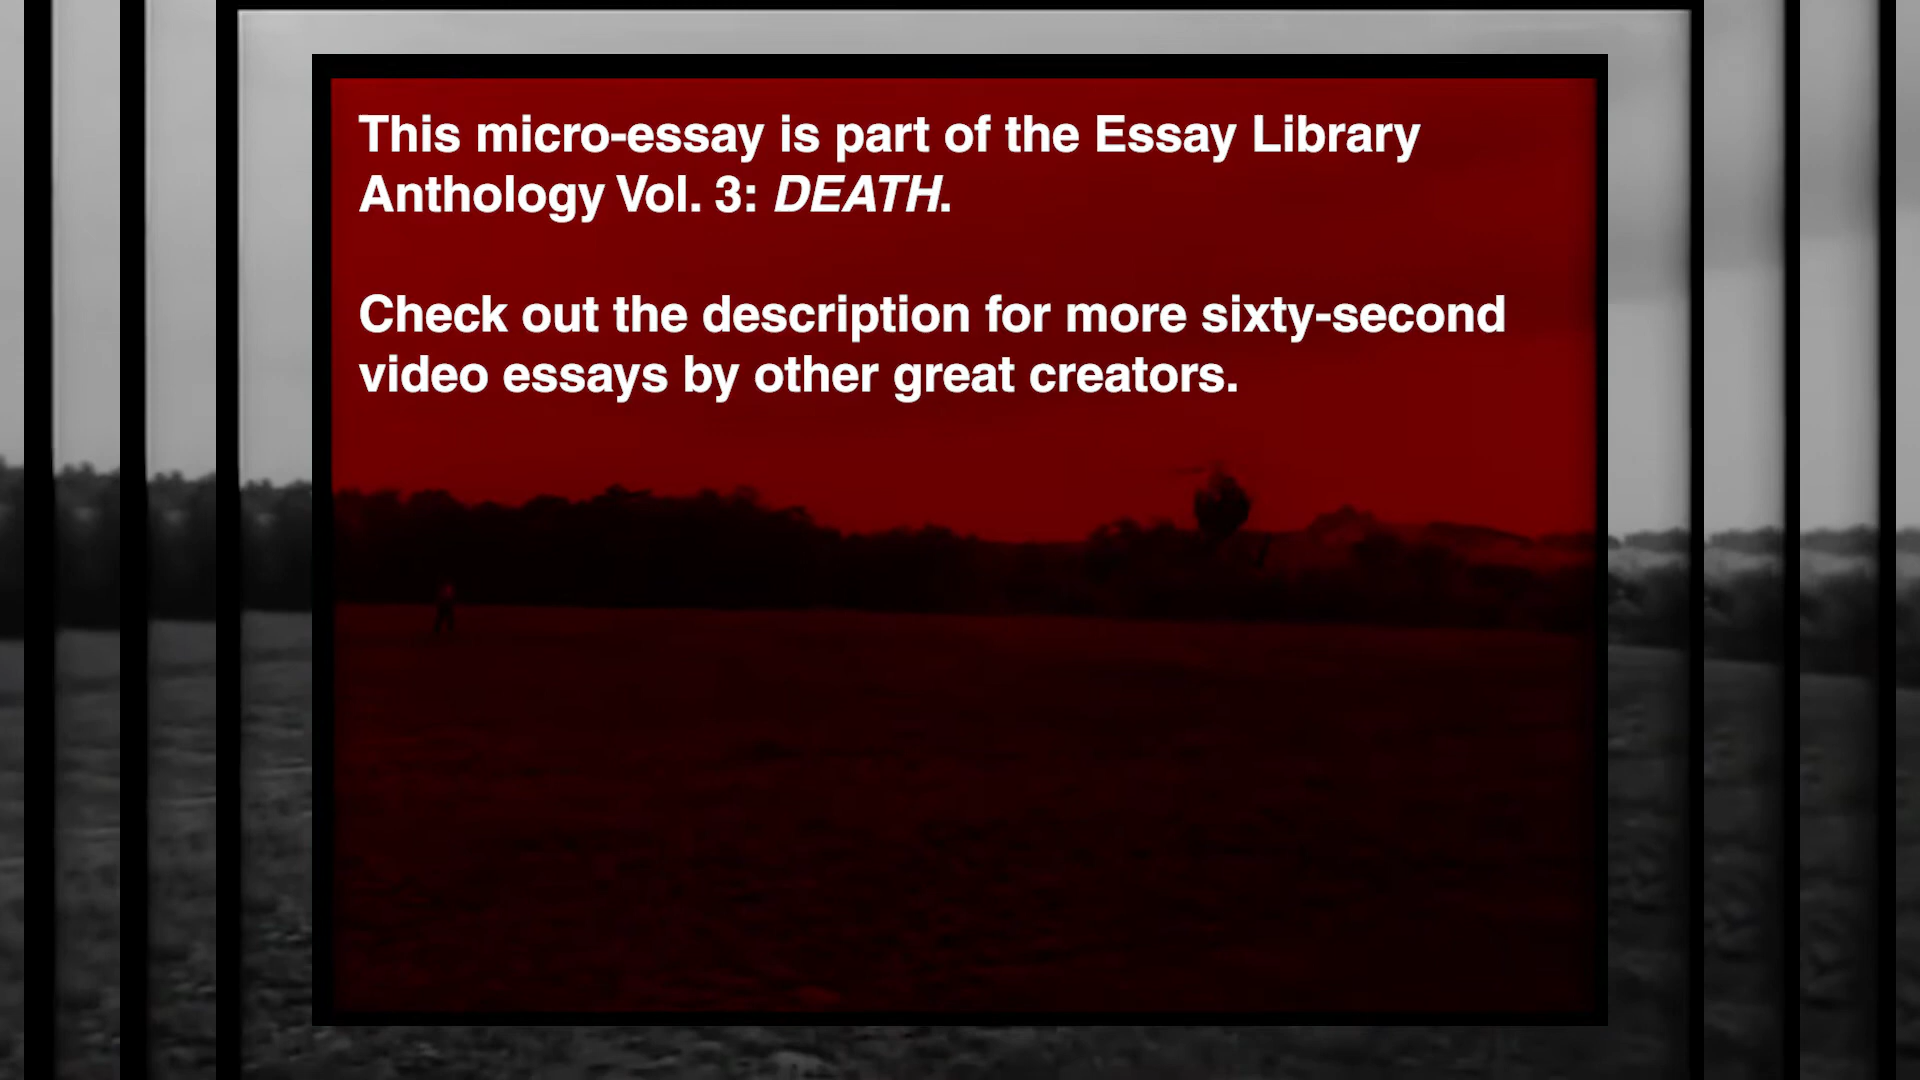 This micro-essay is part of the Essay Library
Anthology Vol. 3: DEATH.
Check out the description for more sixty-second
video essays by other great creators.